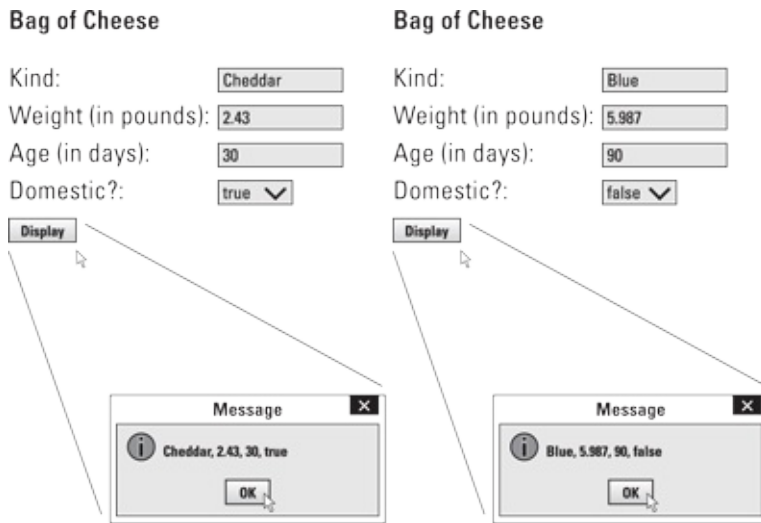 Bag of Cheese
Kind: Cheddar
Weight (in pounds): 2.43
Age (in days): 30
Domestic?: true
Display
Message
Cheddar, 2.43, 30, true
OK
Bag of Cheese
Kind: Blue
Weight (in pounds): 5.987
Age (in days): 90
Domestic?: false
Display
Message
Blue, 5.987, 90, false
OK